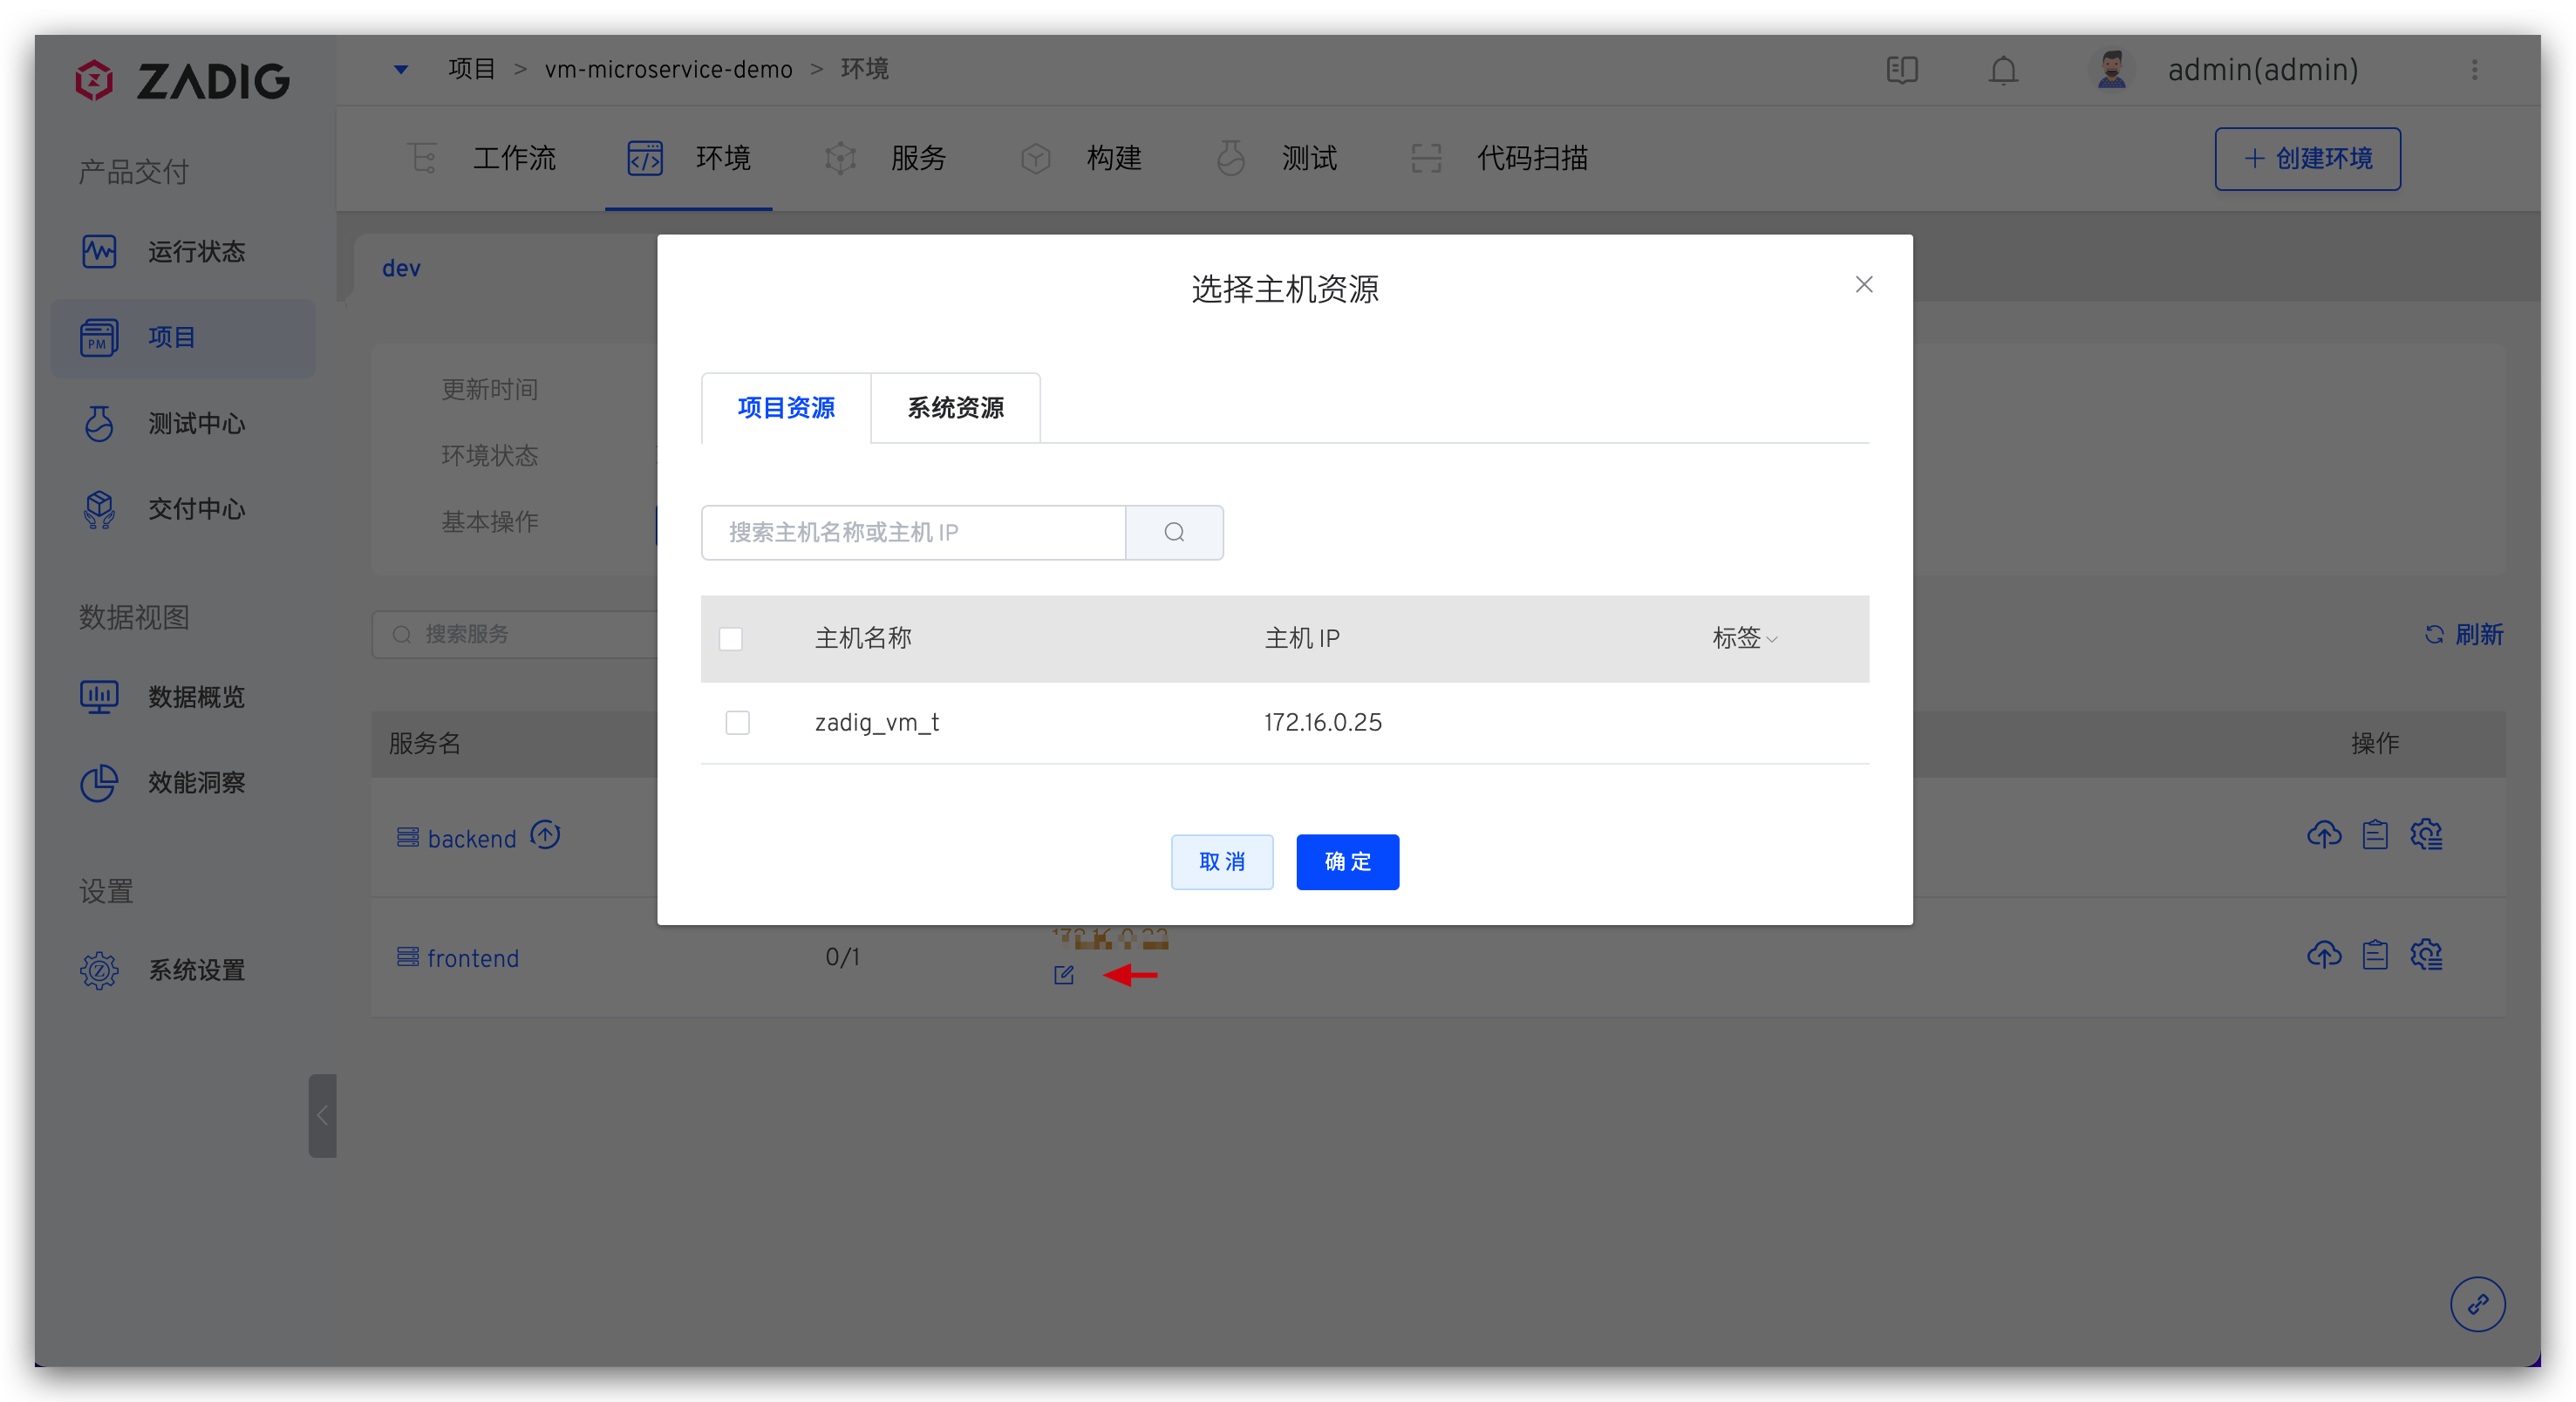 ZADIG
产品交付
运行状态
项目
测试中心
交付中心
数据视图
数据概览
效能洞察
设置
系统设置
项目 > vm-microservice-demo > 环境
admin(admin)
工作流 环境 服务 构建 测试 代码扫描
+ 创建环境
dev
更新时间
环境状态
基本操作
搜索服务
刷新
服务名 操作
backend
frontend 0/1
选择主机资源
项目资源 系统资源
搜索主机名称或主机 IP
主机名称 主机 IP 标签
zadig_vm_t 172.16.0.25
取消 确定
PM